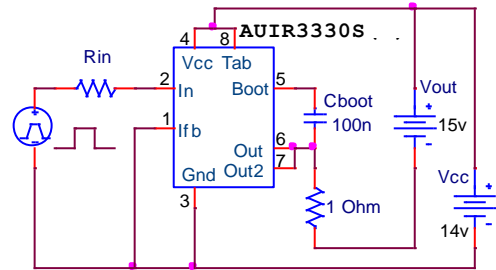 4 8 AUIR3330S . .
Rin Vcc Tab
2 In Boot 5 Vout
Cboot
100n 15v
1 Ifb
Out 6
Out2 7 Vcc
Gnd
3 1 Ohm
14v